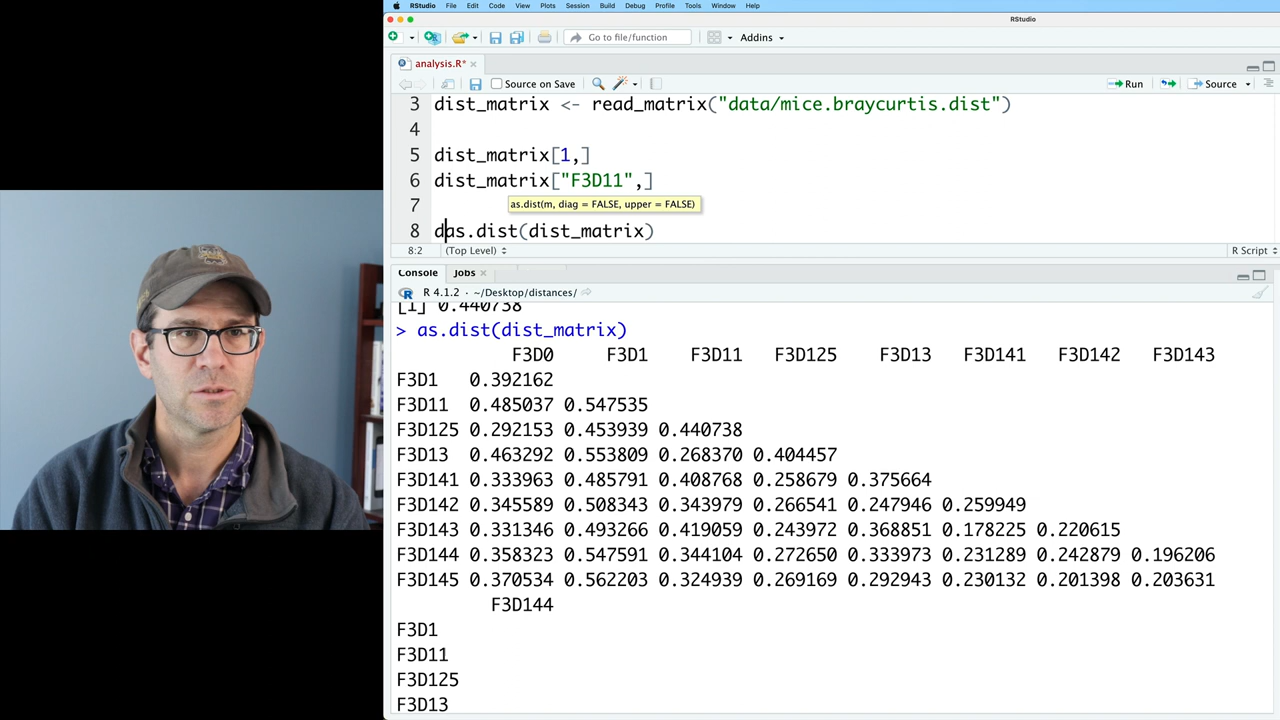 RStudio File Edit Code View Plots Session Build Debug Profile Tools Window Help
RStudio
Go to file/function Addins
analysis.R*
Source on Save Run Source
3 dist_matrix <- read_matrix("data/mice.braycurtis.dist")
4
5 dist_matrix[1,]
6 dist_matrix["F3D11",]
7 as.dist(m, diag = FALSE, upper = FALSE)
8 das.dist(dist_matrix)
8:2 (Top Level) R Script
Console Jobs
R 4.1.2 · ~/Desktop/distances/
[1] 0.440738
> as.dist(dist_matrix)
F3D0 F3D1 F3D11 F3D125 F3D13 F3D141 F3D142 F3D143
F3D1 0.392162
F3D11 0.485037 0.547535
F3D125 0.292153 0.453939 0.440738
F3D13 0.463292 0.553809 0.268370 0.404457
F3D141 0.333963 0.485791 0.408768 0.258679 0.375664
F3D142 0.345589 0.508343 0.343979 0.266541 0.247946 0.259949
F3D143 0.331346 0.493266 0.419059 0.243972 0.368851 0.178225 0.220615
F3D144 0.358323 0.547591 0.344104 0.272650 0.333973 0.231289 0.242879 0.196206
F3D145 0.370534 0.562203 0.324939 0.269169 0.292943 0.230132 0.201398 0.203631
F3D144
F3D1
F3D11
F3D125
F3D13